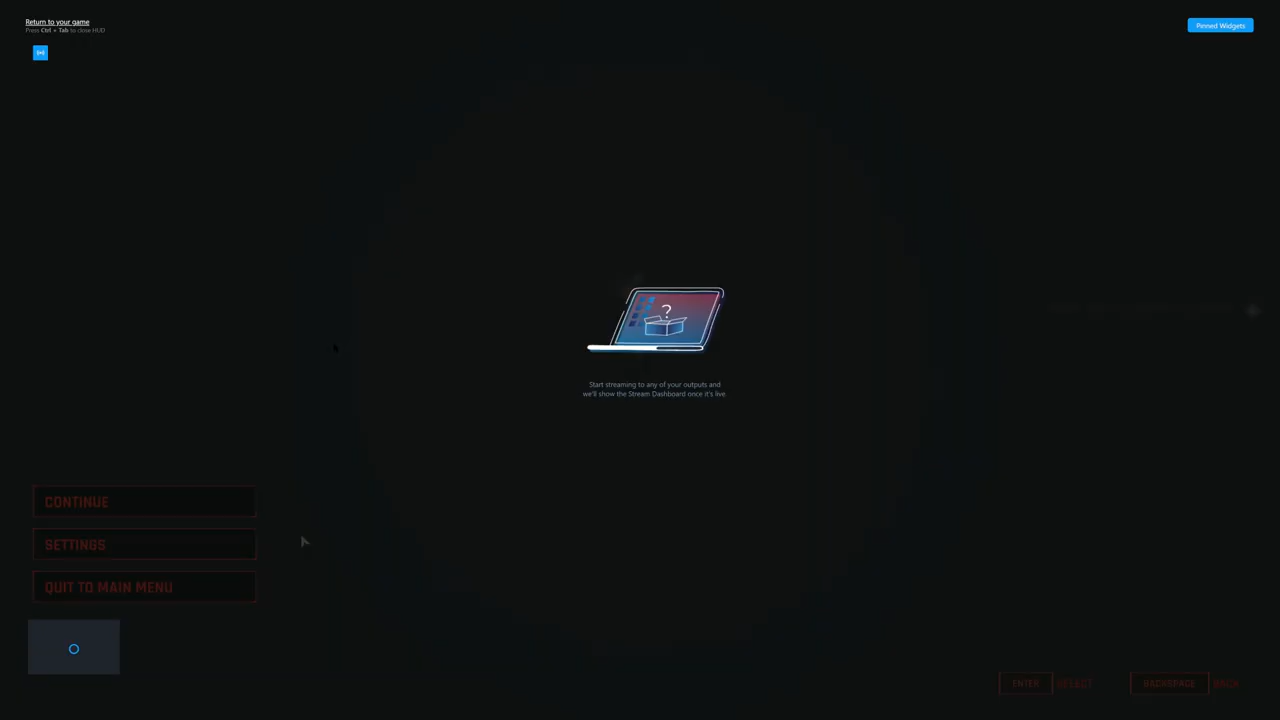 Return to your game
Press Ctrl + Tab to close HUD
Pinned Widgets
?
Start streaming to any of your outputs and
we'll show the Stream Dashboard once it's live
CONTINUE
SETTINGS
QUIT TO MAIN MENU
ENTER SELECT BACKSPACE BACK